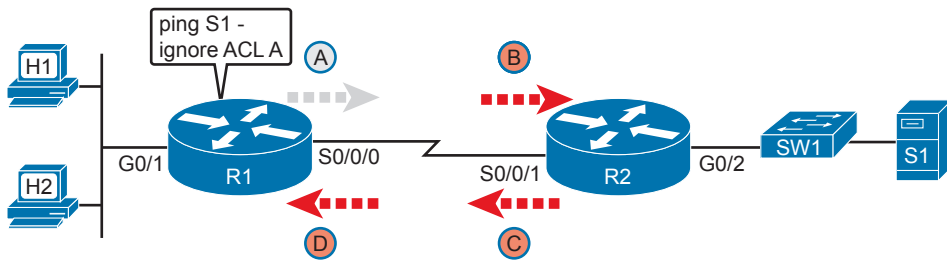 ping S1 -
ignore ACL A
A
B
H1
G0/1
R1
S0/0/0
S0/0/1
R2
G0/2
SW1
S1
H2
D
C